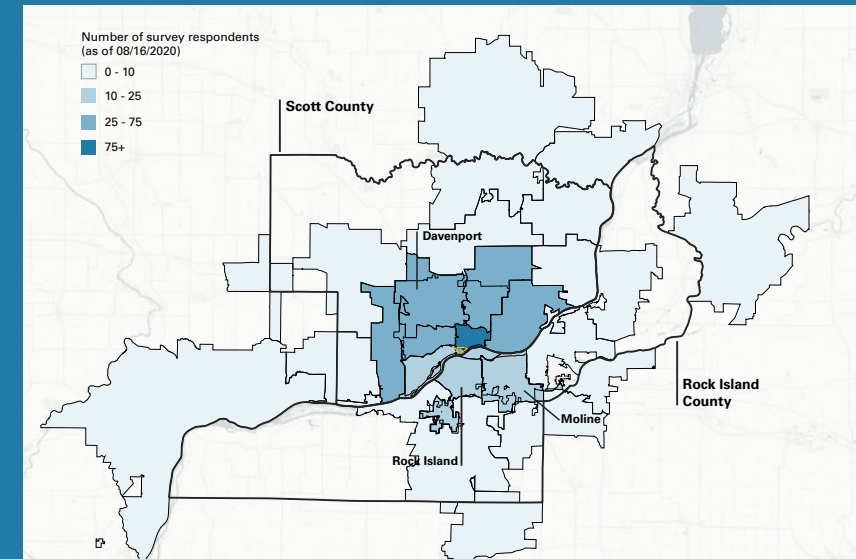 Number of survey respondents
(as of 08/16/2020)
0 - 10
10 - 25
25 - 75
75+
Scott County
Davenport
Rock Island
County
Moline
Rock Island